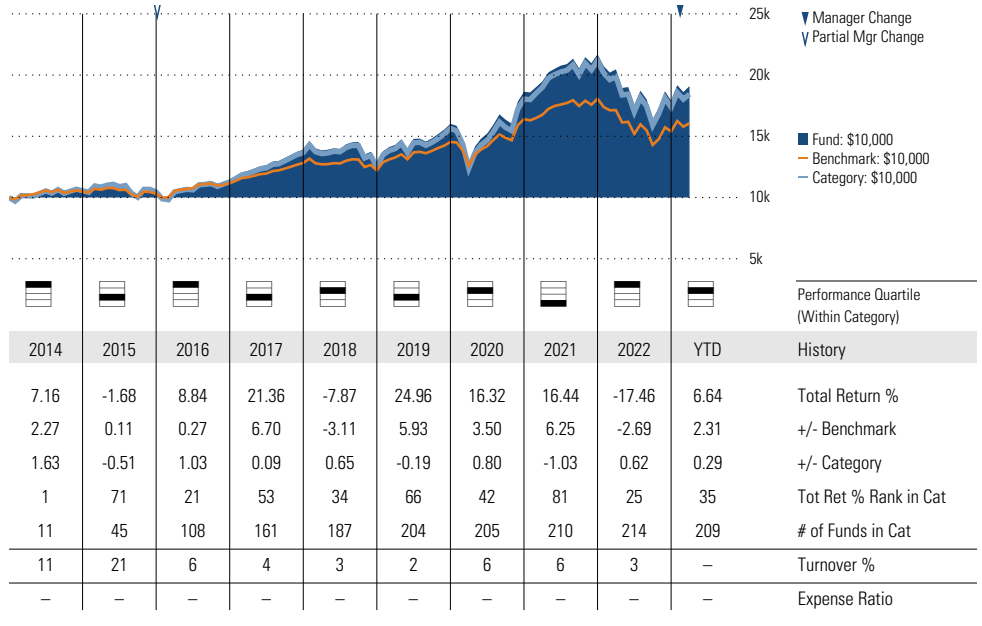 25k
▼ Manager Change
∨ Partial Mgr Change
20k
15k
Fund: $10,000
Benchmark: $10,000
Category: $10,000
10k
5k
Performance Quartile
(Within Category)
2014 2015 2016 2017 2018 2019 2020 2021 2022 YTD History
7.16 -1.68 8.84 21.36 -7.87 24.96 16.32 16.44 -17.46 6.64 Total Return %
2.27 0.11 0.27 6.70 -3.11 5.93 3.50 6.25 -2.69 2.31 +/- Benchmark
1.63 -0.51 1.03 0.09 0.65 -0.19 0.80 -1.03 0.62 0.29 +/- Category
1 71 21 53 34 66 42 81 25 35 Tot Ret % Rank in Cat
11 45 108 161 187 204 205 210 214 209 # of Funds in Cat
11 21 6 4 3 2 6 6 3 – Turnover %
– – – – – – – – – – Expense Ratio